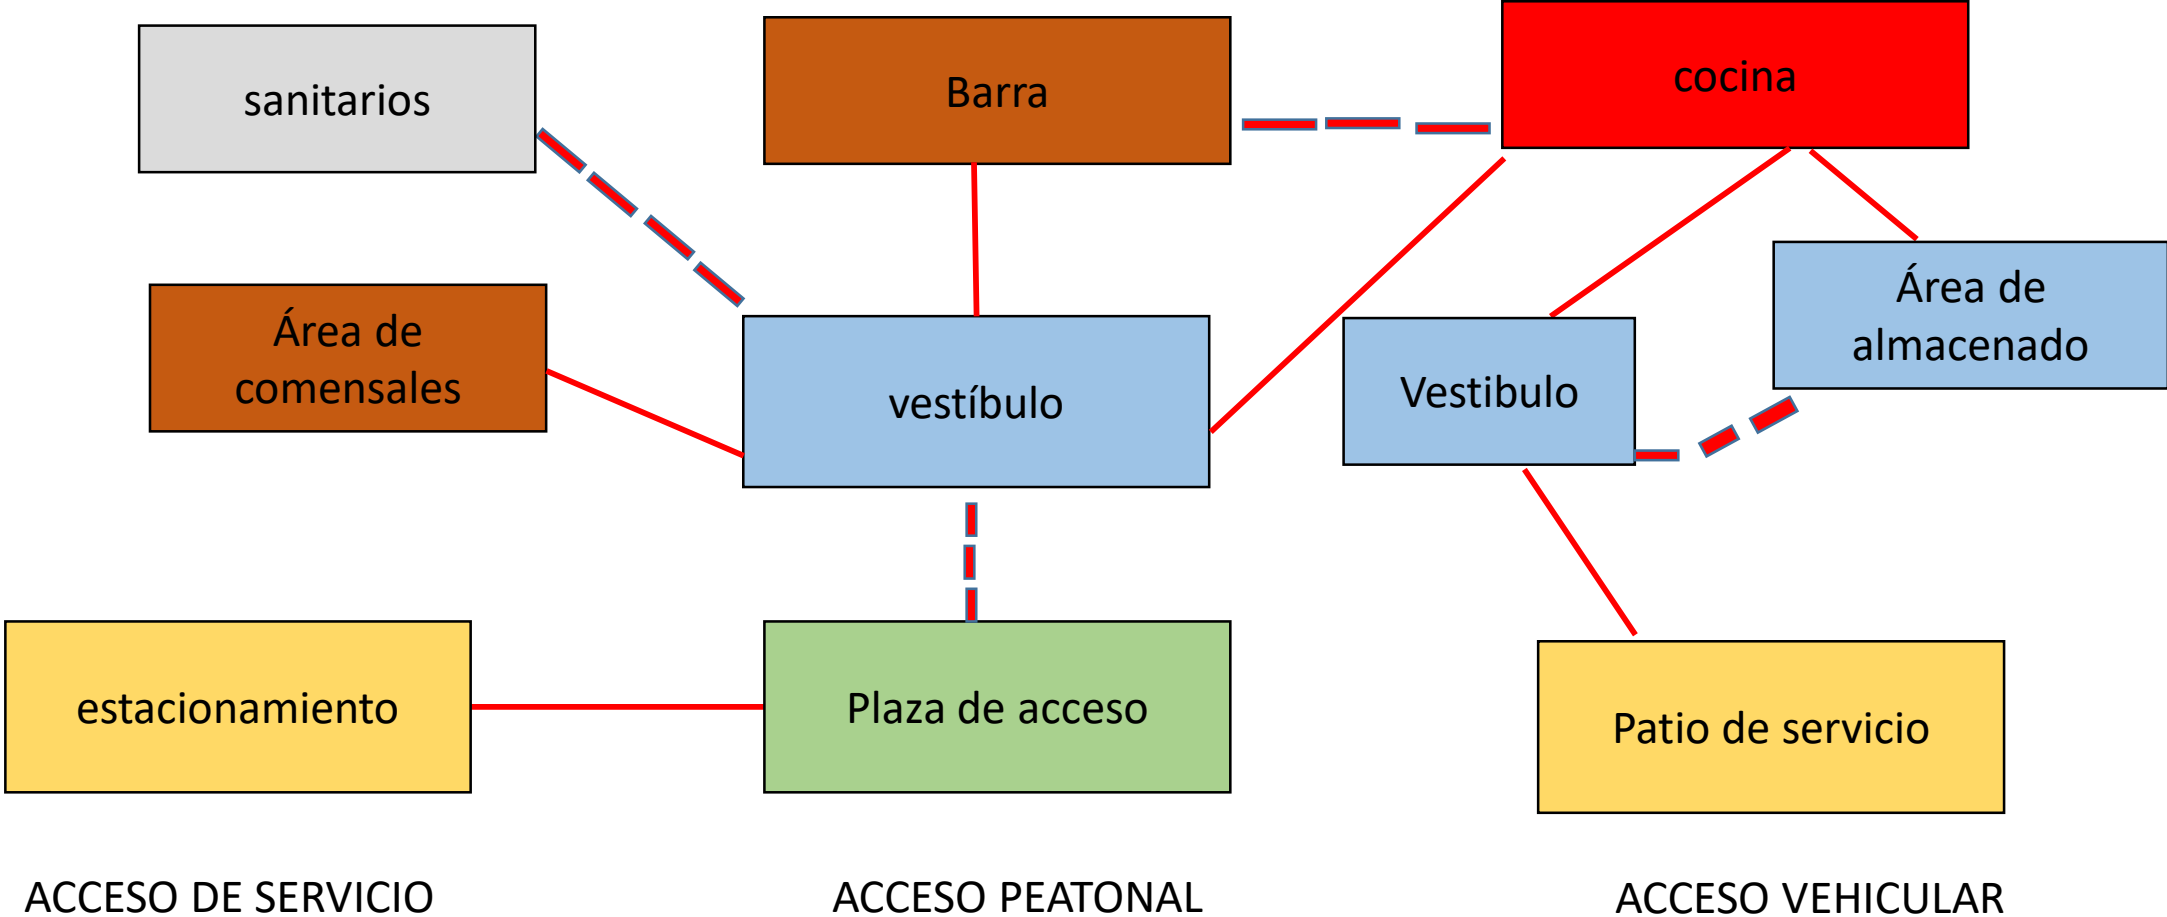 sanitarios
Barra
cocina
Área de
comensales
vestíbulo
Vestibulo
Área de
almacenado
estacionamiento
Plaza de acceso
Patio de servicio
ACCESO DE SERVICIO
ACCESO PEATONAL
ACCESO VEHICULAR